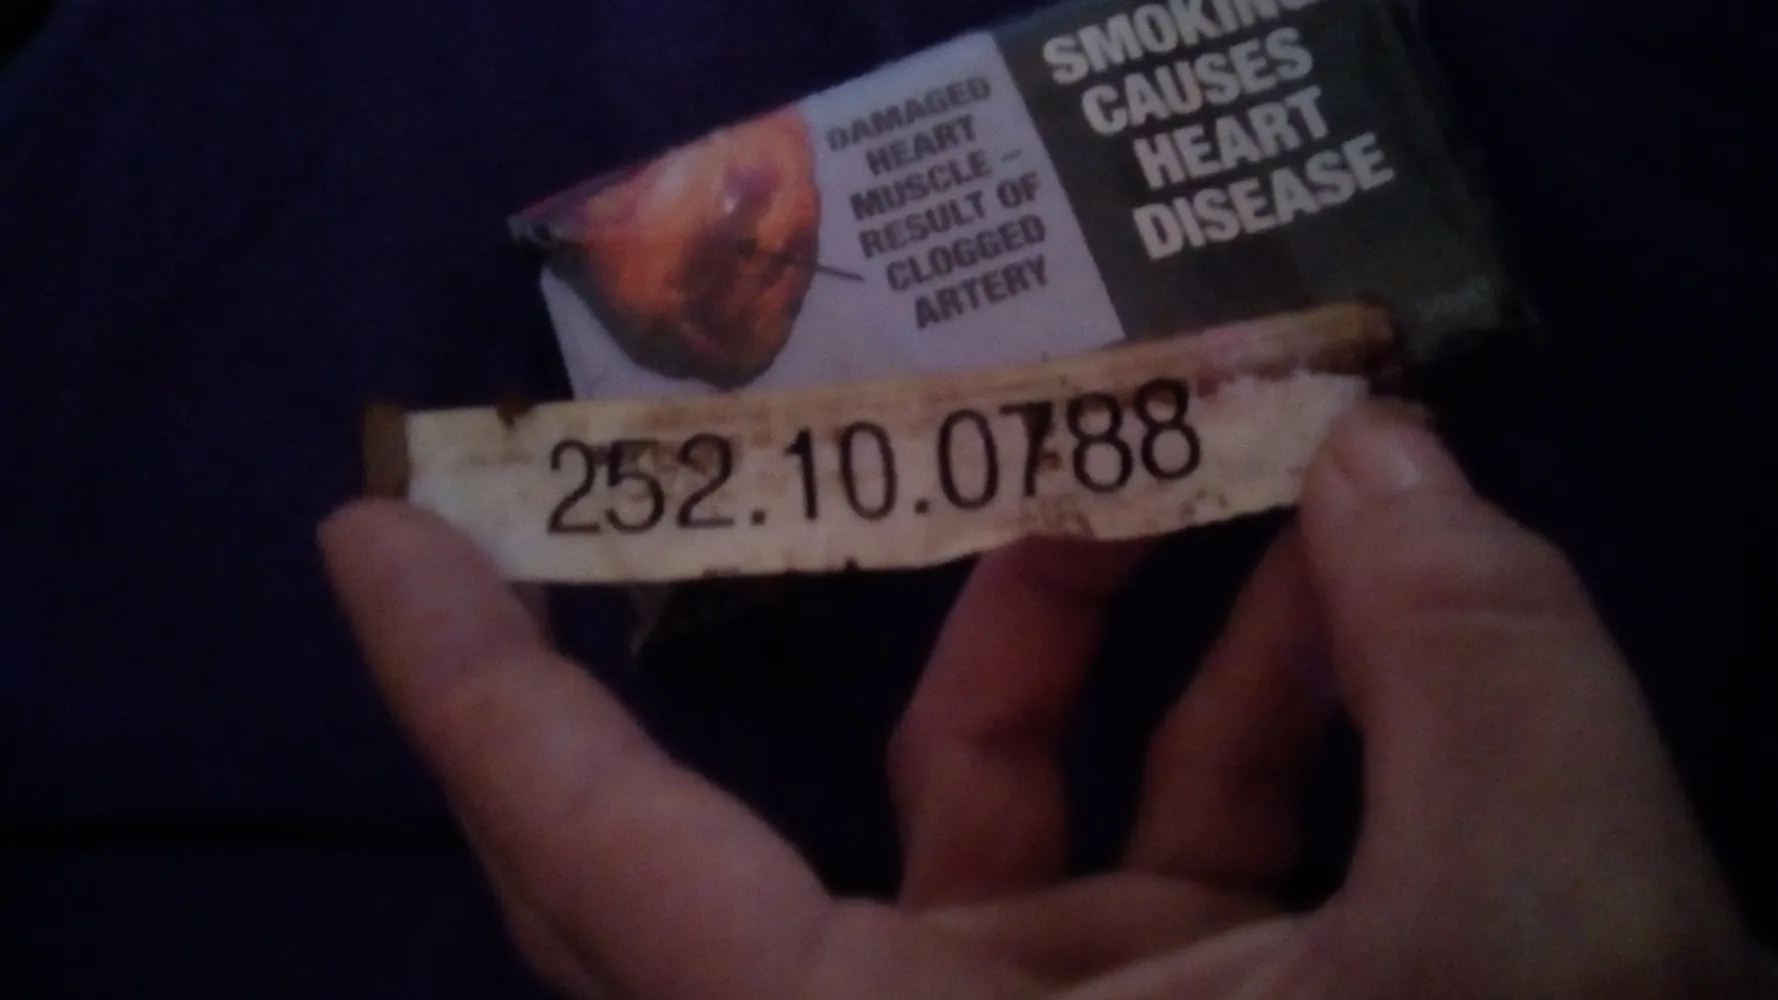 DAMAGED
HEART
MUSCLE –
RESULT OF
CLOGGED
ARTERY
SMOKING
CAUSES
HEART
DISEASE
252.10.0788